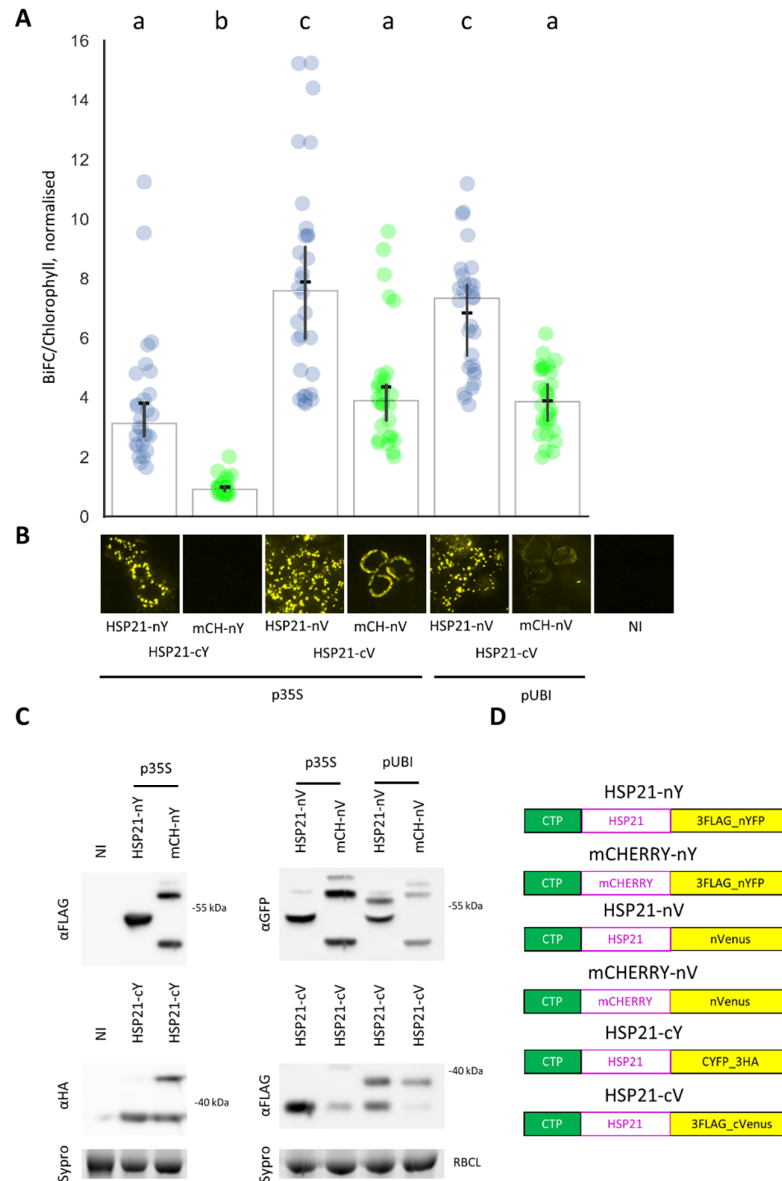 A
a b c a c a
16
14
12
10
8
6
4
2
0
BiFC/Chlorophyll, normalised
B
HSP21-nY mCH-nY HSP21-nV mCH-nV HSP21-nV mCH-nV NI
HSP21-cY HSP21-cV HSP21-cV
p35S pUBI
C
p35S
NI HSP21-nY mCH-nY
αFLAG
-55 kDa
NI HSP21-cY HSP21-cY
αHA
-40 kDa
Sypro
p35S pUBI
HSP21-nV mCH-nV HSP21-nV mCH-nV
αGFP
-55 kDa
HSP21-cV HSP21-cV HSP21-cV HSP21-cV
αFLAG
-40 kDa
Sypro
RBCL
D
HSP21-nY
CTP HSP21 3FLAG_nYFP
mCHERRY-nY
CTP mCHERRY 3FLAG_nYFP
HSP21-nV
CTP HSP21 nVenus
mCHERRY-nV
CTP mCHERRY nVenus
HSP21-cY
CTP HSP21 CYFP_3HA
HSP21-cV
CTP HSP21 3FLAG_cVenus